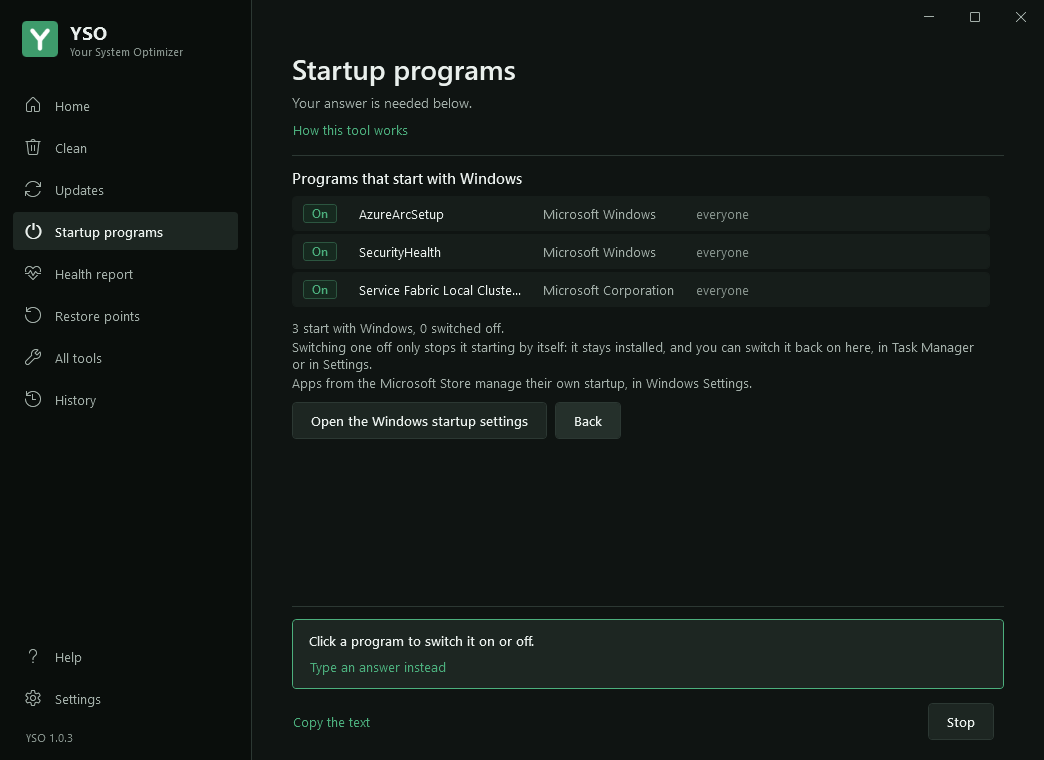 YSO
Your System Optimizer
Home
Clean
Updates
Startup programs
Health report
Restore points
All tools
History
Help
Settings
YSO 1.0.3
Startup programs
Your answer is needed below.
How this tool works
Programs that start with Windows
On AzureArcSetup Microsoft Windows everyone
On SecurityHealth Microsoft Windows everyone
On Service Fabric Local Cluste... Microsoft Corporation everyone
3 start with Windows, 0 switched off.
Switching one off only stops it starting by itself: it stays installed, and you can switch it back on here, in Task Manager
or in Settings.
Apps from the Microsoft Store manage their own startup, in Windows Settings.
Open the Windows startup settings Back
Click a program to switch it on or off.
Type an answer instead
Copy the text
Stop